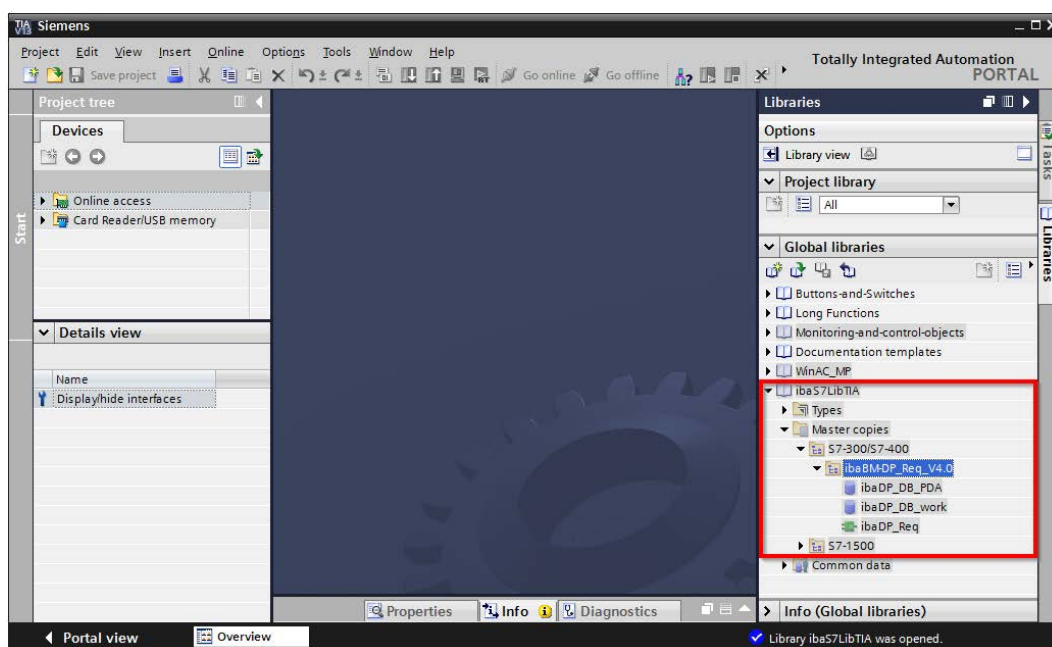 TIA V13 Siemens
Project Edit View Insert Online Options Tools Window Help
Save project Go online Go offline
Totally Integrated Automation
PORTAL
Start
Project tree
Devices
Online access
Card Reader/USB memory
Details view
Name
Display/hide interfaces
Properties Info Diagnostics
Libraries
Options
Library view
Project library
All
Global libraries
Buttons-and-Switches
Long Functions
Monitoring-and-control-objects
Documentation templates
WinAC_MP
ibaS7LibTIA
Types
Master copies
S7-300/S7-400
ibaBM-DP_Req_V4.0
ibaDP_DB_PDA
ibaDP_DB_work
ibaDP_Req
S7-1500
Common data
Info (Global libraries)
Tasks
Libraries
Portal view Overview Library ibaS7LibTIA was opened.